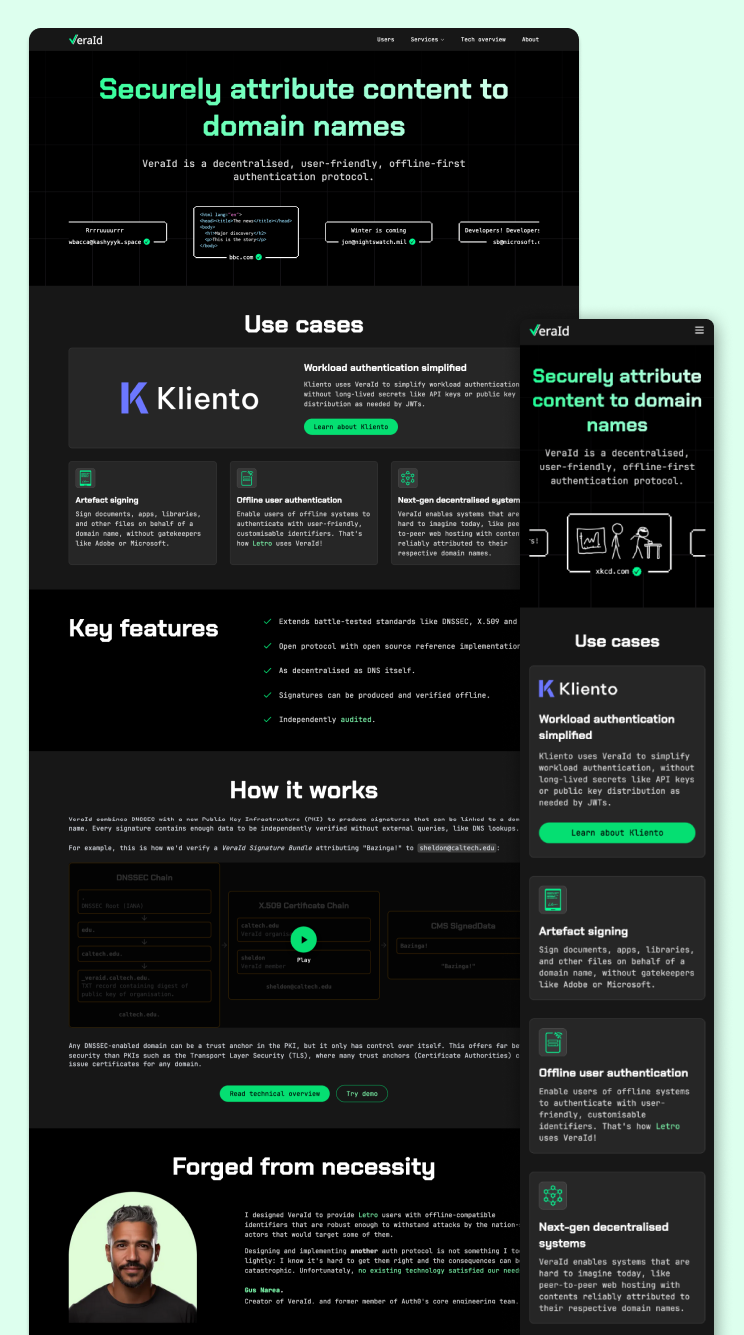 VeraId
Users Services Tech overview About
Securely attribute content to
domain names
VeraId is a decentralised, user-friendly, offline-first
authentication protocol.
Rrrruuurrr
wbacca@kashyyyk.space
<html lang="en">
<head><title>The news</title></head>
<body>
<h1>Major discovery</h1>
<p>This is the story</p>
</body>
bbc.com
Winter is coming
jon@nightswatch.mil
Developers! Developers
sb@microsoft.c
Use cases
Kliento
Workload authentication simplified
Kliento uses VeraId to simplify workload authentication
without long-lived secrets like API keys or public key
distribution as needed by JWTs.
Learn about Kliento
Artefact signing
Sign documents, apps, libraries,
and other files on behalf of a
domain name, without gatekeepers
like Adobe or Microsoft.
Offline user authentication
Enable users of offline systems to
authenticate with user-friendly,
customisable identifiers. That's
how Letro uses VeraId!
Next-gen decentralised system
VeraId enables systems that are
hard to imagine today, like pee
to-peer web hosting with conten
reliably attributed to their
respective domain names.
Key features
Extends battle-tested standards like DNSSEC, X.509 and
Open protocol with open source reference implementation
As decentralised as DNS itself.
Signatures can be produced and verified offline.
Independently audited.
How it works
VeraId combines DNSSEC with a new Public Key Infrastructure (PKI) to produces signatures that can be linked to a dom
name. Every signature contains enough data to be independently verified without external queries, like DNS lookups.
For example, this is how we'd verify a VeraId Signature Bundle attributing "Bazinga!" to sheldon@caltech.edu:
DNSSEC Chain
.
DNSSEC Root (IANA)
edu.
caltech.edu.
_veraid.caltech.edu.
TXT record containing digest of
public key of organisation.
caltech.edu.
X.509 Certificate Chain
caltech.edu
VeraId organis
sheldon
VeraId member
sheldon@caltech.edu
Play
CMS SignedData
Bazinga!
"Bazinga!"
Any DNSSEC-enabled domain can be a trust anchor in the PKI, but it only has control over itself. This offers far be
security than PKIs such as the Transport Layer Security (TLS), where many trust anchors (Certificate Authorities) c
issue certificates for any domain.
Read technical overview
Try demo
Forged from necessity
I designed VeraId to provide Letro users with offline-compatible
identifiers that are robust enough to withstand attacks by the nation-
actors that would target some of them.
Designing and implementing another auth protocol is not something I to
lightly: I know it's hard to get them right and the consequences can b
catastrophic. Unfortunately, no existing technology satisfied our need
Gus Narea.
Creator of VeraId, and former member of Auth0's core engineering team.
VeraId
Securely attribute
content to domain
names
VeraId is a decentralised,
user-friendly, offline-first
authentication protocol.
rs!
xkcd.com
Use cases
Kliento
Workload authentication
simplified
Kliento uses VeraId to simplify
workload authentication, without
long-lived secrets like API keys
or public key distribution as
needed by JWTs.
Learn about Kliento
Artefact signing
Sign documents, apps, libraries,
and other files on behalf of a
domain name, without gatekeepers
like Adobe or Microsoft.
Offline user authentication
Enable users of offline systems
to authenticate with user-
friendly, customisable
identifiers. That's how Letro
uses VeraId!
Next-gen decentralised
systems
VeraId enables systems that are
hard to imagine today, like
peer-to-peer web hosting with
contents reliably attributed to
their respective domain names.